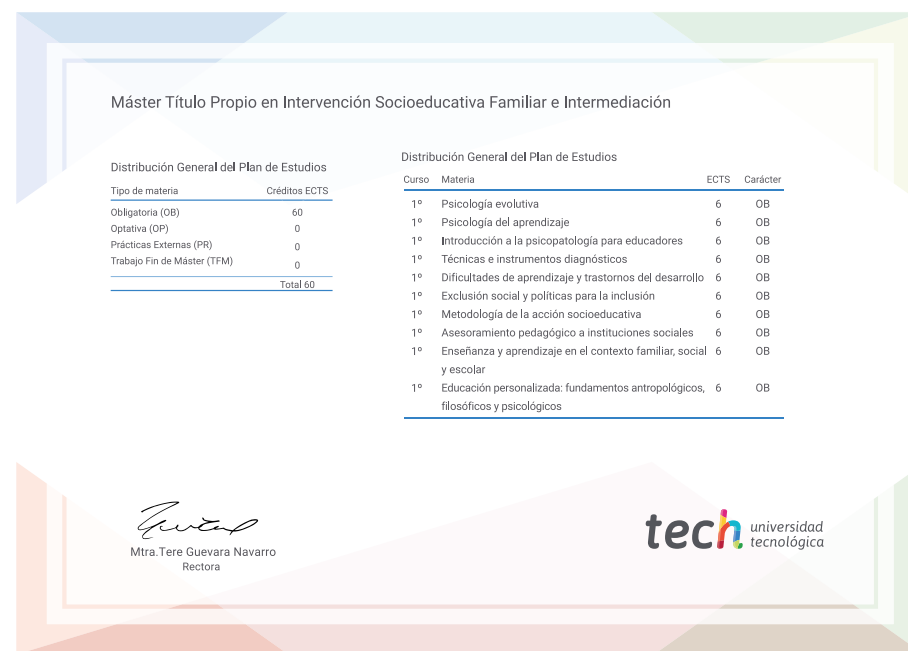 Máster Título Propio en Intervención Socioeducativa Familiar e Intermediación
Distribución General del Plan de Estudios
Tipo de materia Créditos ECTS
Obligatoria (OB) 60
Optativa (OP) 0
Prácticas Externas (PR) 0
Trabajo Fin de Máster (TFM) 0
Total 60
Distribución General del Plan de Estudios
Curso Materia ECTS Carácter
1º Psicología evolutiva 6 OB
1º Psicología del aprendizaje 6 OB
1º Introducción a la psicopatología para educadores 6 OB
1º Técnicas e instrumentos diagnósticos 6 OB
1º Dificultades de aprendizaje y trastornos del desarrollo 6 OB
1º Exclusión social y políticas para la inclusión 6 OB
1º Metodología de la acción socioeducativa 6 OB
1º Asesoramiento pedagógico a instituciones sociales 6 OB
1º Enseñanza y aprendizaje en el contexto familiar, social 6 OB
y escolar
1º Educación personalizada: fundamentos antropológicos, 6 OB
filosóficos y psicológicos
Mtra.Tere Guevara Navarro
Rectora
tech universidad
tecnológica